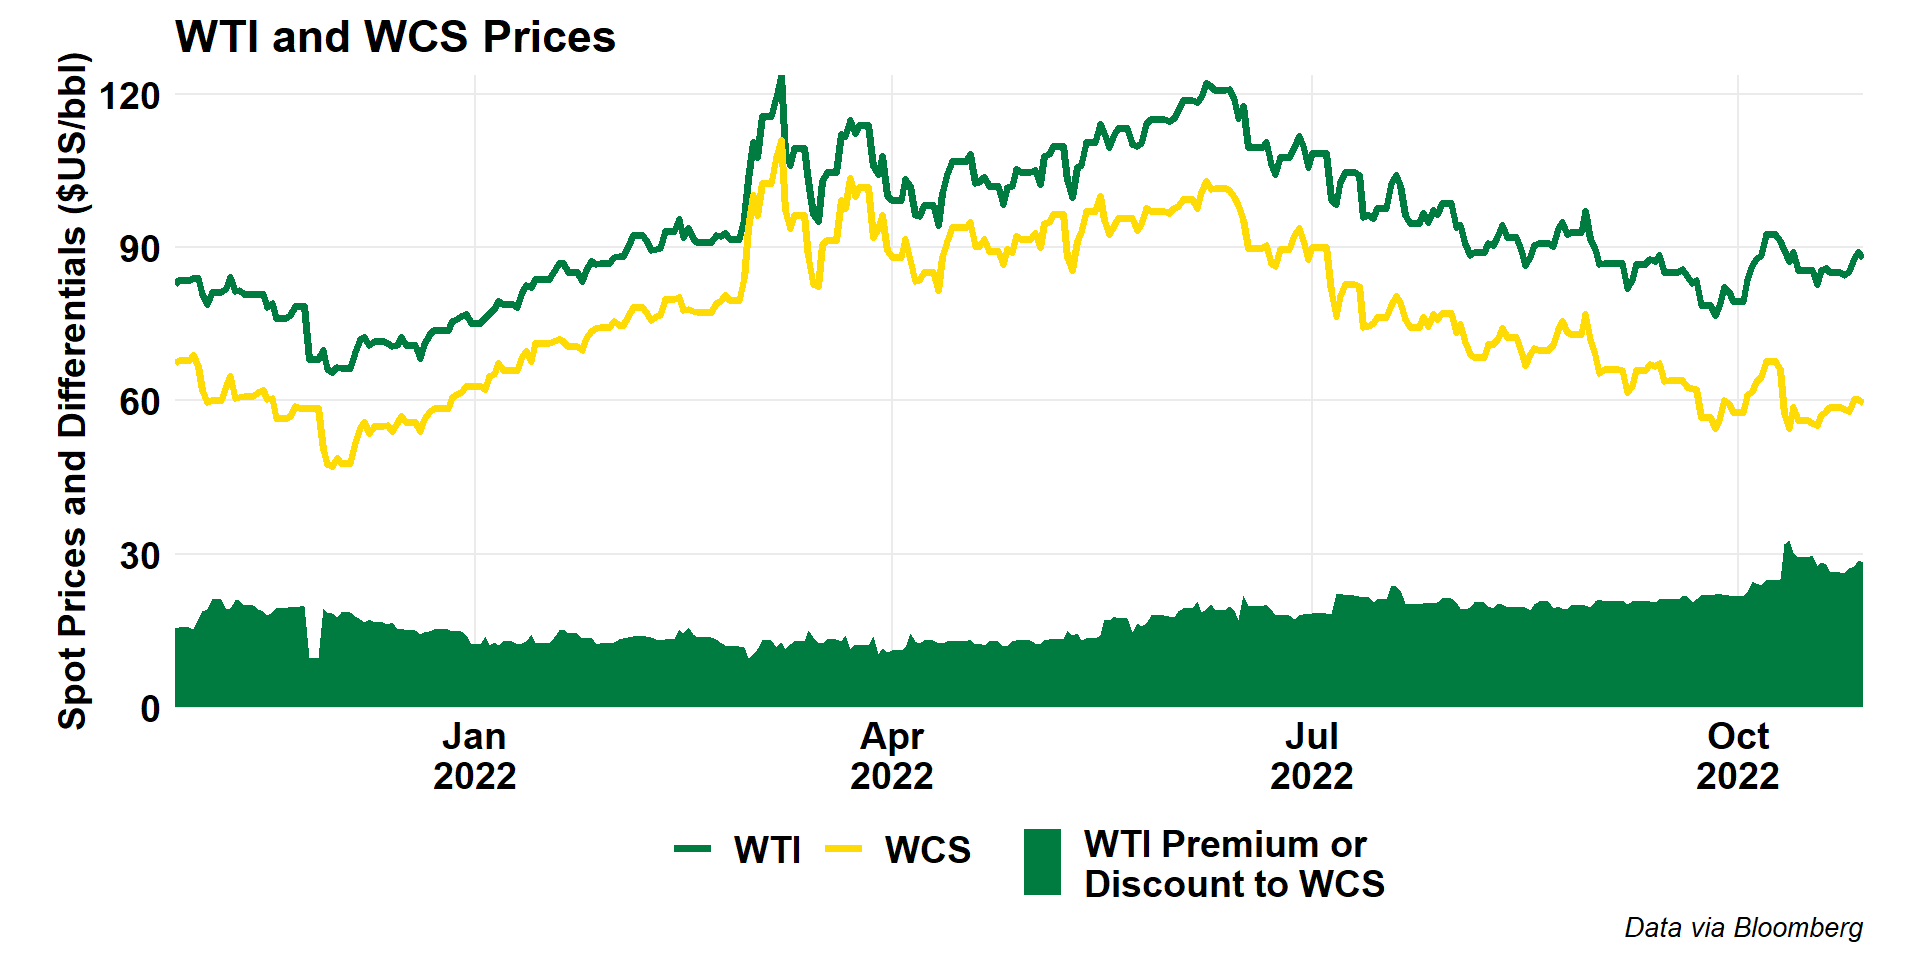 WTI and WCS Prices
Spot Prices and Differentials ($US/bbl)
120
90
60
30
0
Jan
2022
Apr
2022
Jul
2022
Oct
2022
WTI
WCS
WTI Premium or
Discount to WCS
Data via Bloomberg